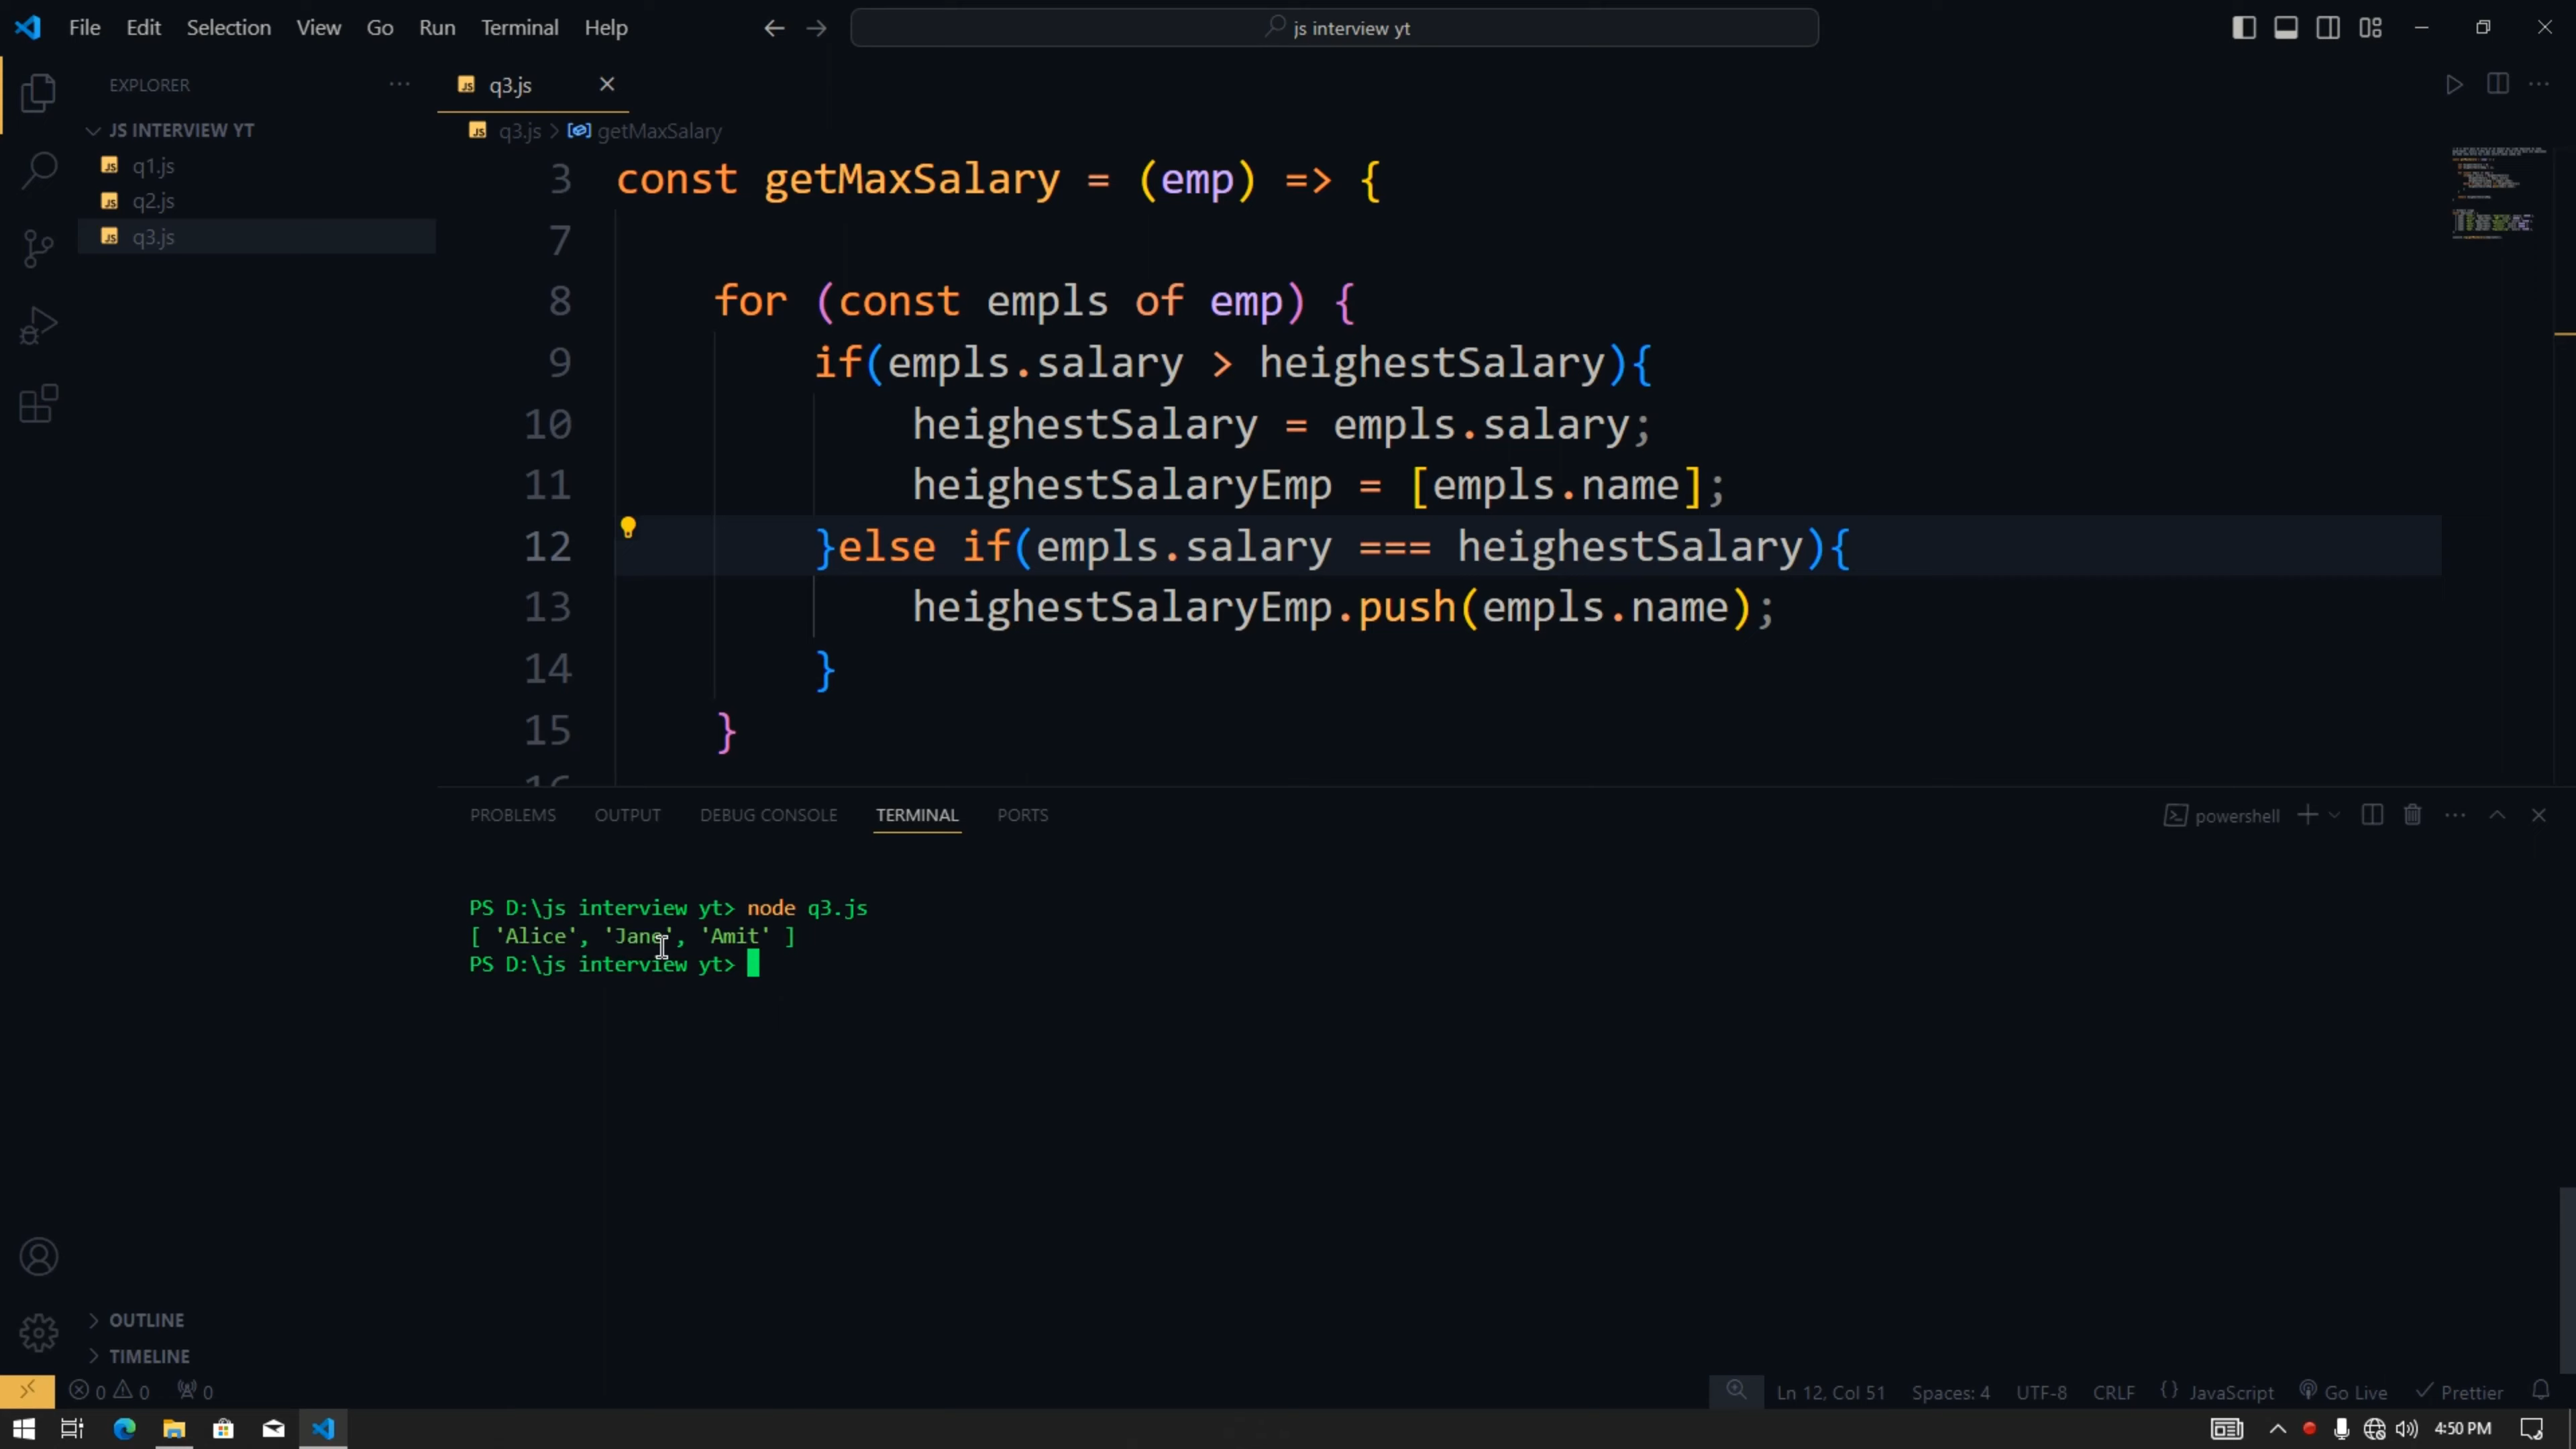 File Edit Selection View Go Run Terminal Help
js interview yt
EXPLORER
q3.js
JS INTERVIEW YT
q1.js
q2.js
q3.js
q3.js > getMaxSalary
3 const getMaxSalary = (emp) => {
7
8 for (const empls of emp) {
9 if(empls.salary > heighestSalary){
10 heighestSalary = empls.salary;
11 heighestSalaryEmp = [empls.name];
12 }else if(empls.salary === heighestSalary){
13 heighestSalaryEmp.push(empls.name);
14 }
15 }
16
PROBLEMS OUTPUT DEBUG CONSOLE TERMINAL PORTS
powershell
PS D:\js interview yt> node q3.js
[ 'Alice', 'Jane', 'Amit' ]
PS D:\js interview yt>
OUTLINE
TIMELINE
0 0 0
Ln 12, Col 51 Spaces: 4 UTF-8 CRLF {} JavaScript Go Live Prettier
4:50 PM